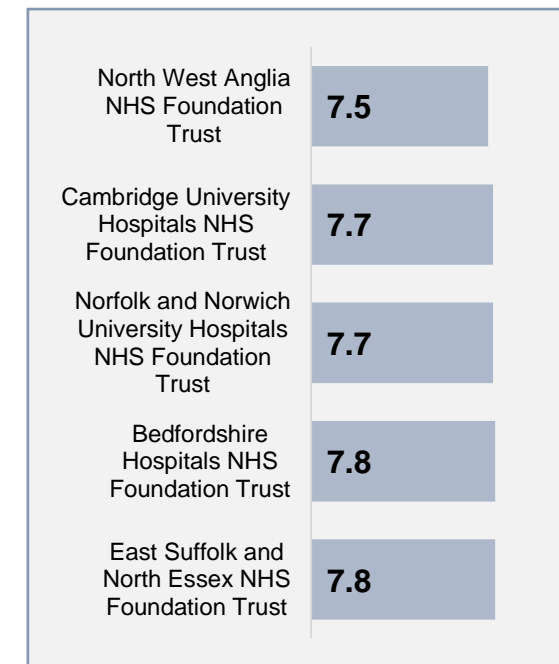 North West Anglia
NHS Foundation
Trust
7.5
Cambridge University
Hospitals NHS
Foundation Trust
7.7
Norfolk and Norwich
University Hospitals
NHS Foundation
Trust
7.7
Bedfordshire
Hospitals NHS
Foundation Trust
7.8
East Suffolk and
North Essex NHS
Foundation Trust
7.8